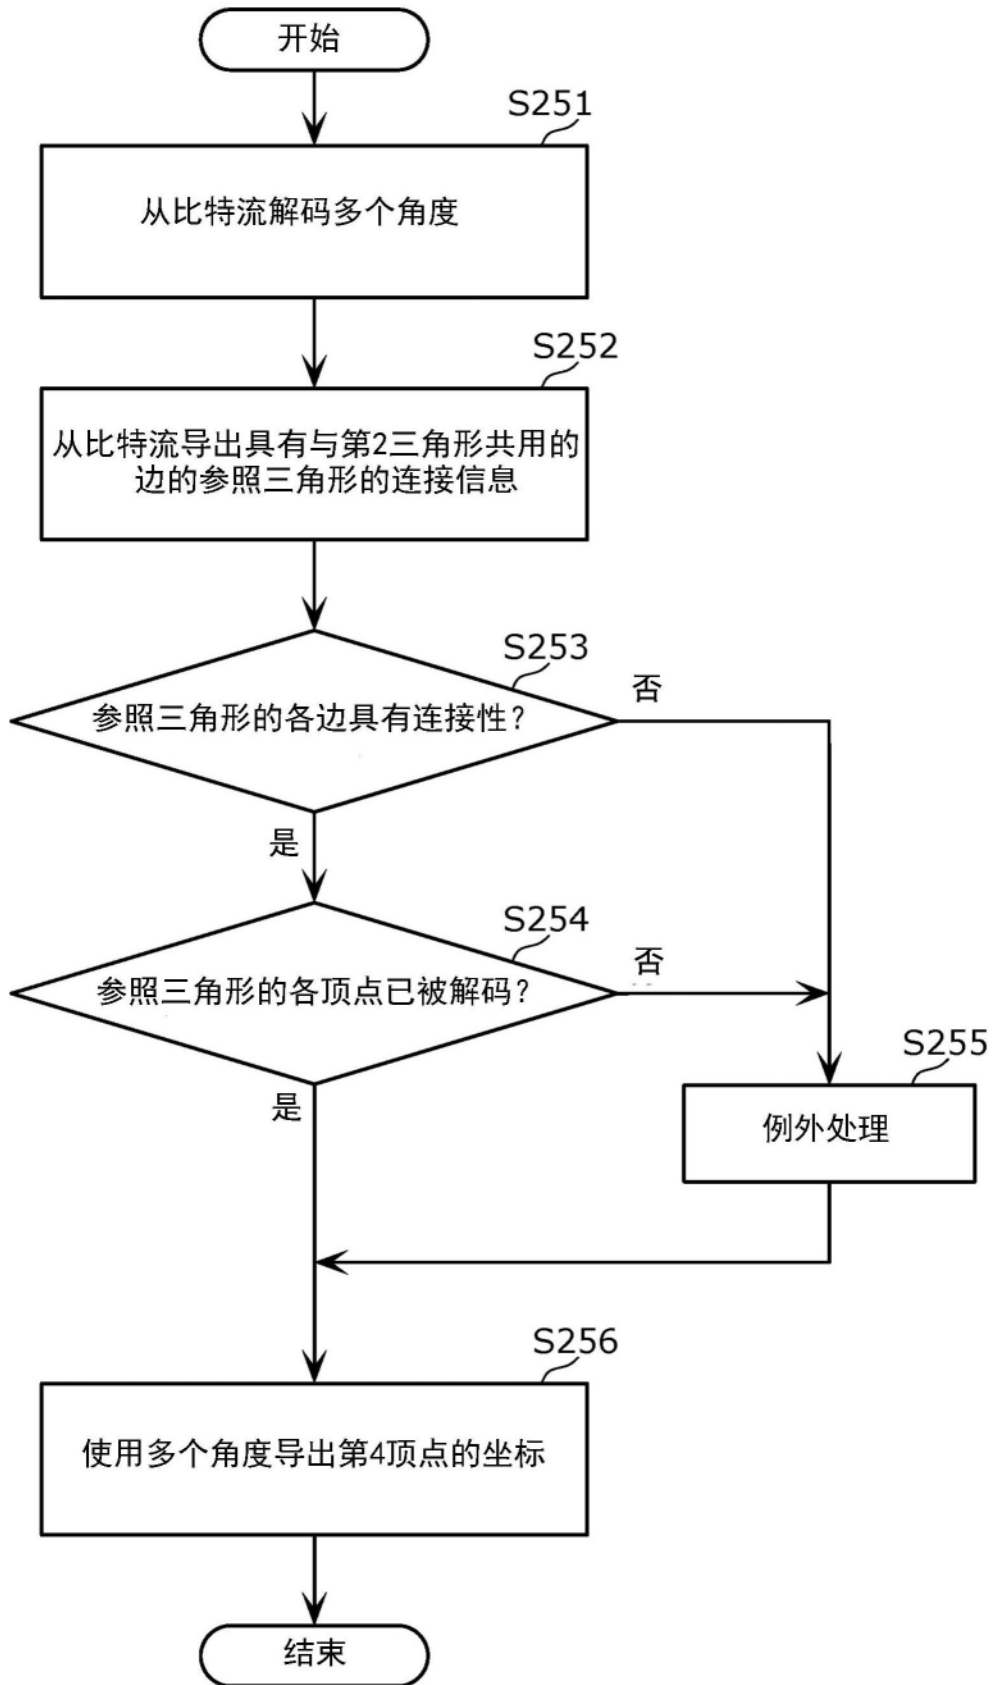 开始
S251
从比特流解码多个角度
S252
从比特流导出具有与第2三角形共用的
边的参照三角形的连接信息
S253
参照三角形的各边具有连接性?
否
是
S254
参照三角形的各顶点已被解码?
否
是
S255
例外处理
S256
使用多个角度导出第4顶点的坐标
结束